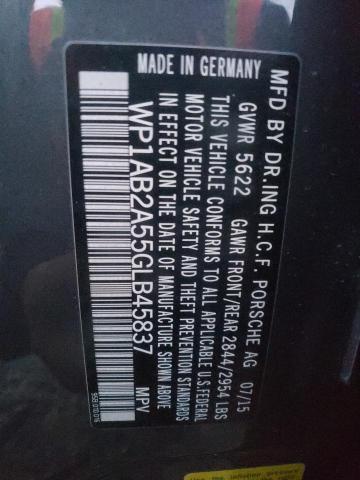 MFD BY DR.ING H.C.F. PORSCHE AG 07/15
GVWR 5622 GAWR FRONT/REAR 2844/2954 LBS
THIS VEHICLE CONFORMS TO ALL APPLICABLE U.S.FEDERAL
MOTOR VEHICLE SAFETY AND THEFT PREVENTION STANDARDS
IN EFFECT ON THE DATE OF MANUFACTURE SHOWN ABOVE
WP1AB2A55GLB45837 MPV
MADE IN GERMANY